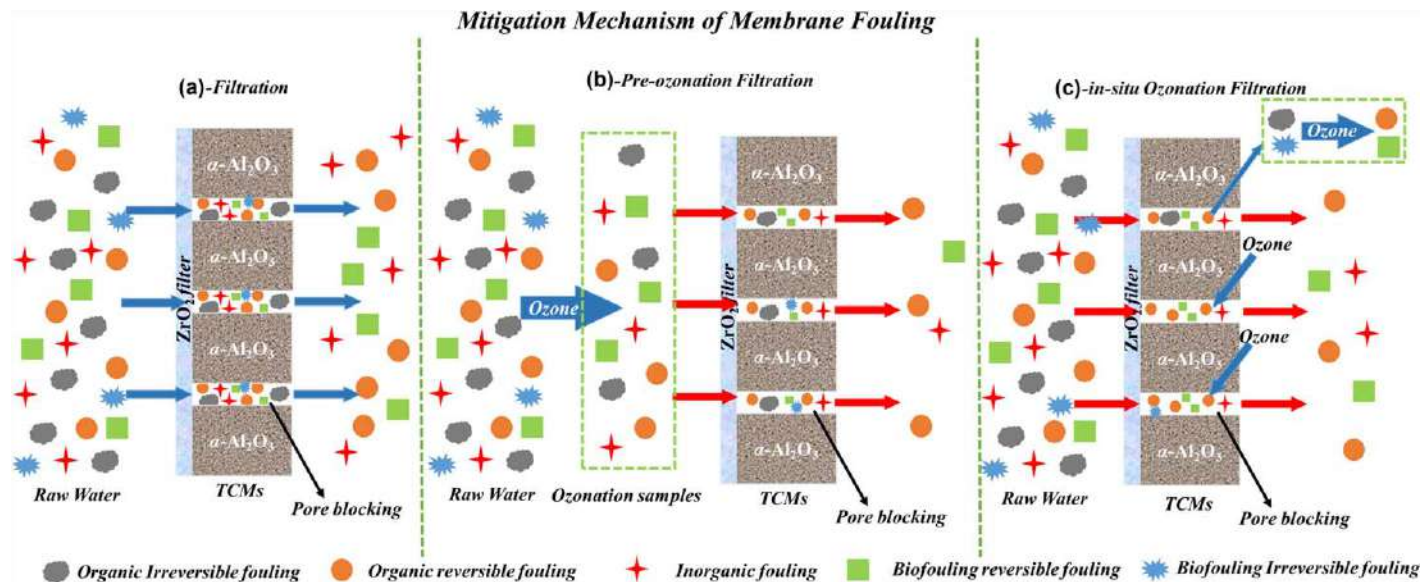 Mitigation Mechanism of Membrane Fouling
(a)-Filtration
α-Al₂O₃
α-Al₂O₃
α-Al₂O₃
α-Al₂O₃
ZrO₂ filter
Raw Water
TCMs
Pore blocking
(b)-Pre-ozonation Filtration
Ozone
α-Al₂O₃
α-Al₂O₃
α-Al₂O₃
α-Al₂O₃
ZrO₂ filter
Raw Water
Ozonation samples
TCMs
Pore blocking
(c)-in-situ Ozonation Filtration
Ozone
α-Al₂O₃
α-Al₂O₃
α-Al₂O₃
α-Al₂O₃
Ozone
Ozone
ZrO₂ filter
Raw Water
TCMs
Pore blocking
Organic Irreversible fouling
Organic reversible fouling
Inorganic fouling
Biofouling reversible fouling
Biofouling Irreversible fouling